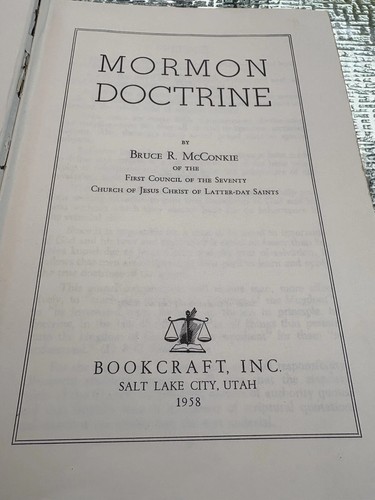 MORMON
DOCTRINE
BY
BRUCE R. MCCONKIE
OF THE
FIRST COUNCIL OF THE SEVENTY
CHURCH OF JESUS CHRIST OF LATTER-DAY SAINTS
BOOKCRAFT, INC.
SALT LAKE CITY, UTAH
1958